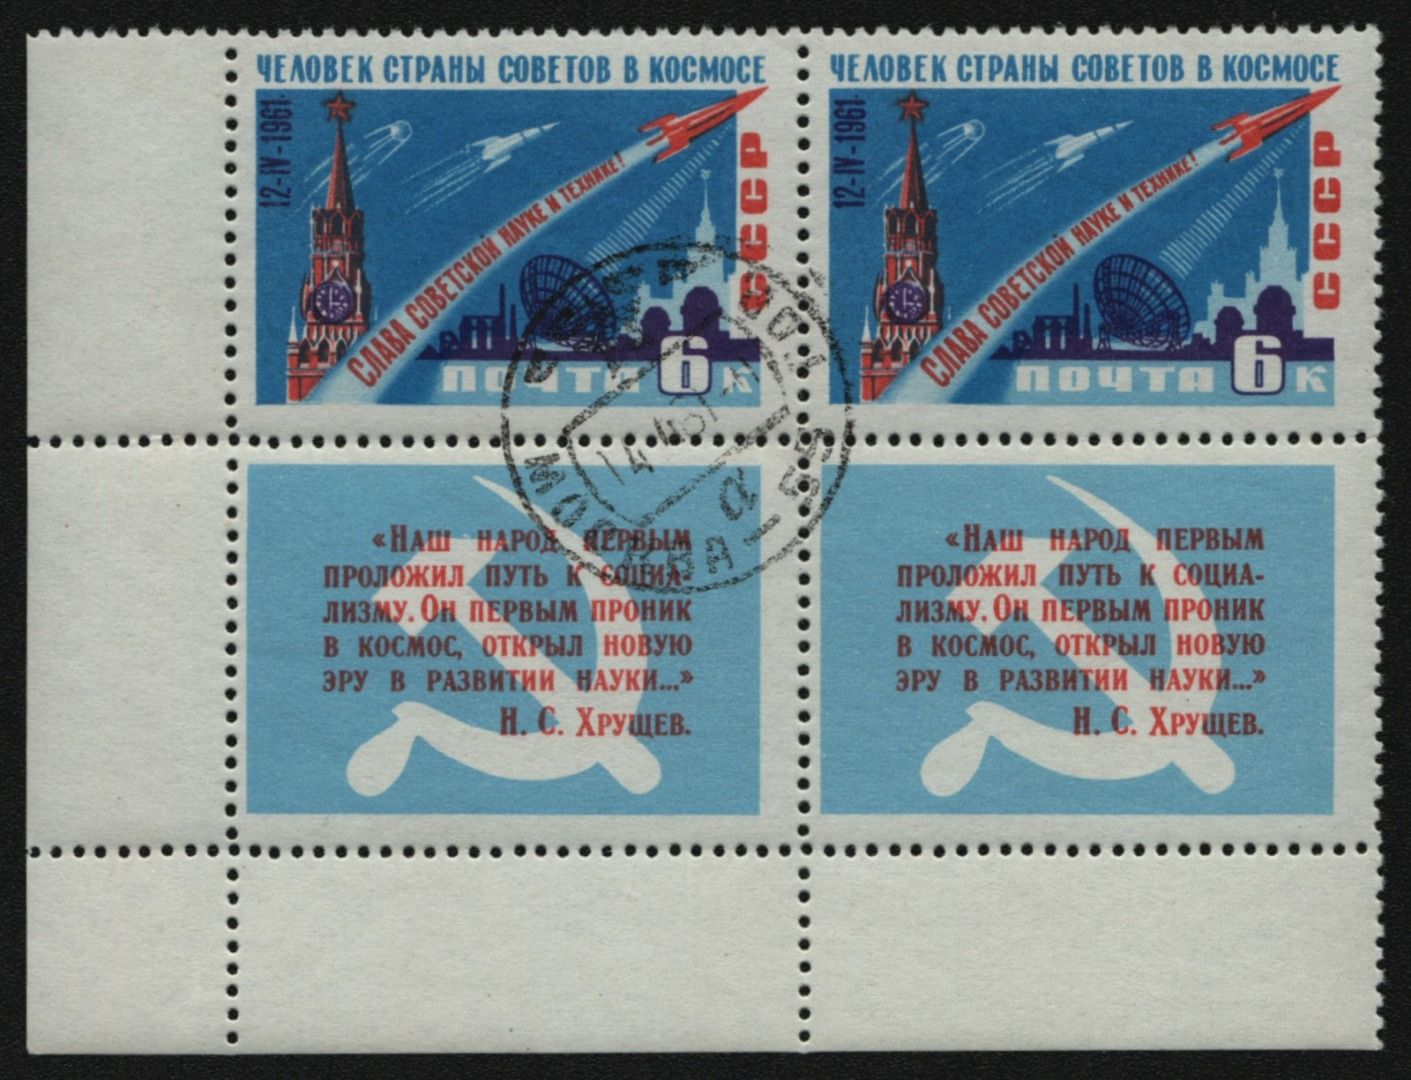 ЧЕЛОВЕК СТРАНЫ СОВЕТОВ В КОСМОСЕ
12-IV-1961
СЛАВА СОВЕТСКОЙ НАУКЕ И ТЕХНИКЕ!
СССР
ПОЧТА 6 К
ЧЕЛОВЕК СТРАНЫ СОВЕТОВ В КОСМОСЕ
12-IV-1961
СЛАВА СОВЕТСКОЙ НАУКЕ И ТЕХНИКЕ!
СССР
ПОЧТА 6 К
МОСКВА
а
«НАШ НАРОД ПЕРВЫМ
ПРОЛОЖИЛ ПУТЬ К СОЦИА-
ЛИЗМУ. ОН ПЕРВЫМ ПРОНИК
В КОСМОС, ОТКРЫЛ НОВУЮ
ЭРУ В РАЗВИТИИ НАУКИ...»
Н. С. ХРУЩЕВ.
«НАШ НАРОД ПЕРВЫМ
ПРОЛОЖИЛ ПУТЬ К СОЦИА-
ЛИЗМУ. ОН ПЕРВЫМ ПРОНИК
В КОСМОС, ОТКРЫЛ НОВУЮ
ЭРУ В РАЗВИТИИ НАУКИ...»
Н. С. ХРУЩЕВ.